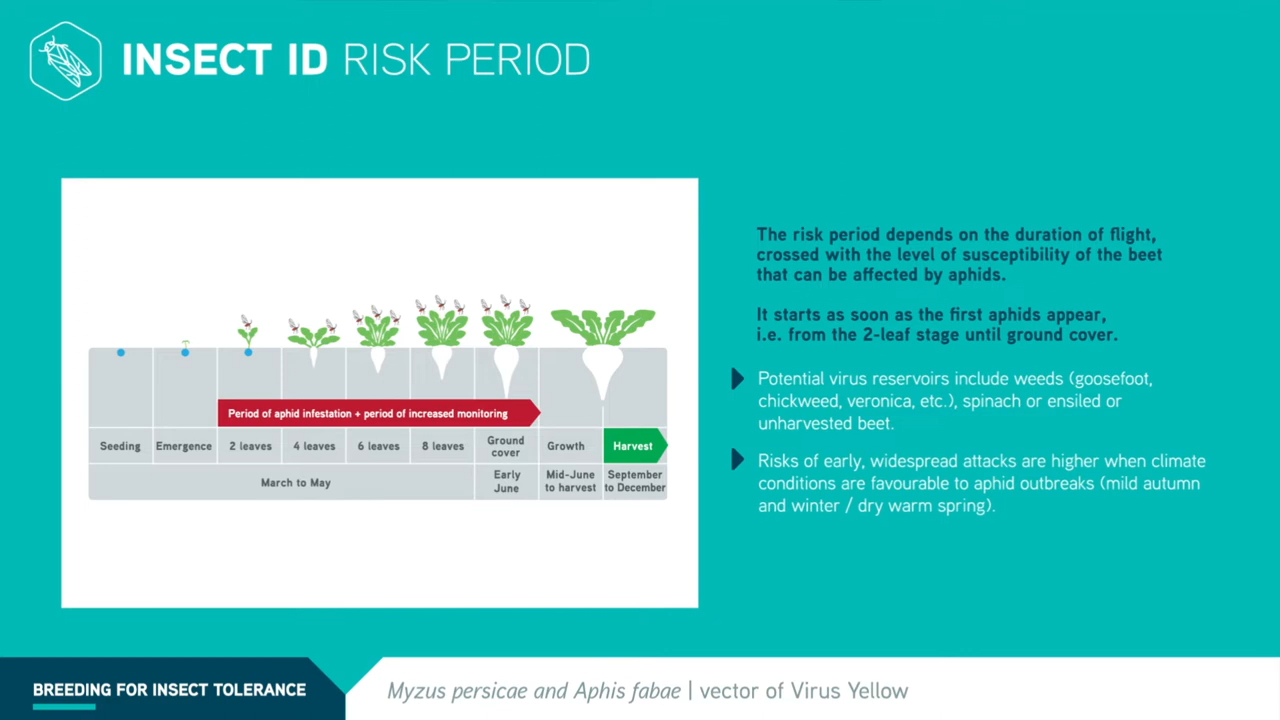 INSECT ID RISK PERIOD
Period of aphid infestation + period of increased monitoring
Seeding
Emergence
2 leaves
4 leaves
6 leaves
8 leaves
Ground
cover
Growth
Harvest
March to May
Early
June
Mid-June
to harvest
September
to December
The risk period depends on the duration of flight,
crossed with the level of susceptibility of the beet
that can be affected by aphids.
It starts as soon as the first aphids appear,
i.e. from the 2-leaf stage until ground cover.
Potential virus reservoirs include weeds (goosefoot,
chickweed, veronica, etc.), spinach or ensiled or
unharvested beet.
Risks of early, widespread attacks are higher when climate
conditions are favourable to aphid outbreaks (mild autumn
and winter / dry warm spring).
BREEDING FOR INSECT TOLERANCE
Myzus persicae and Aphis fabae | vector of Virus Yellow